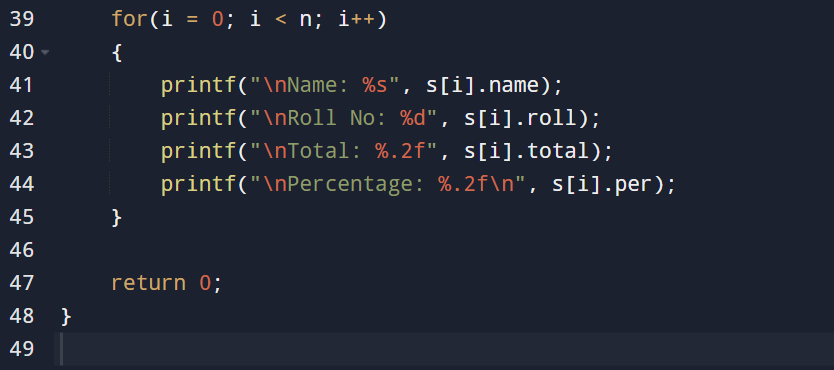 39     for(i = 0; i < n; i++)
40     {
41         printf("\nName: %s", s[i].name);
42         printf("\nRoll No: %d", s[i].roll);
43         printf("\nTotal: %.2f", s[i].total);
44         printf("\nPercentage: %.2f\n", s[i].per);
45     }
46
47     return 0;
48 }
49